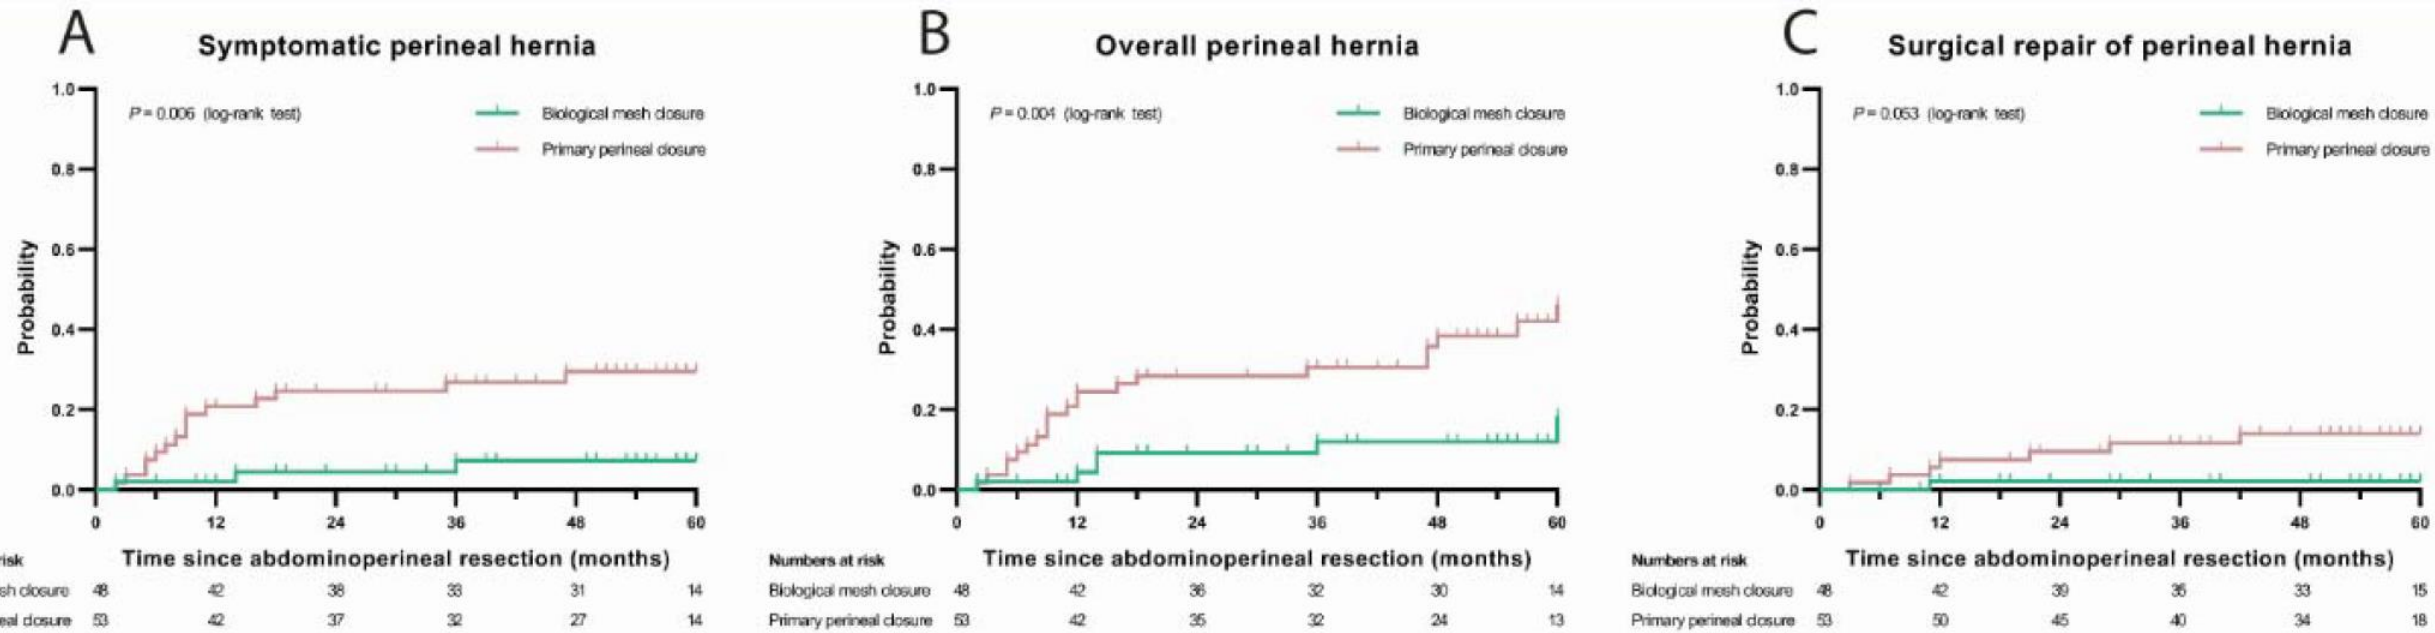 A
Symptomatic perineal hernia
P = 0.006 (log-rank test)
Biological mesh closure
Primary perineal closure
Probability
1.0
0.8
0.6
0.4
0.2
0.0
0 12 24 36 48 60
Time since abdominoperineal resection (months)
risk
sh closure 48 42 38 33 31 14
eal closure 53 42 37 32 27 14
B
Overall perineal hernia
P = 0.004 (log-rank test)
Biological mesh closure
Primary perineal closure
Probability
1.0
0.8
0.6
0.4
0.2
0.0
0 12 24 36 48 60
Time since abdominoperineal resection (months)
Numbers at risk
Biological mesh closure 48 42 36 32 30 14
Primary perineal closure 53 42 35 32 24 13
C
Surgical repair of perineal hernia
P = 0.053 (log-rank test)
Biological mesh closure
Primary perineal closure
Probability
1.0
0.8
0.6
0.4
0.2
0.0
0 12 24 36 48 60
Time since abdominoperineal resection (months)
Numbers at risk
Biological mesh closure 48 42 39 35 33 15
Primary perineal closure 53 50 45 40 34 18